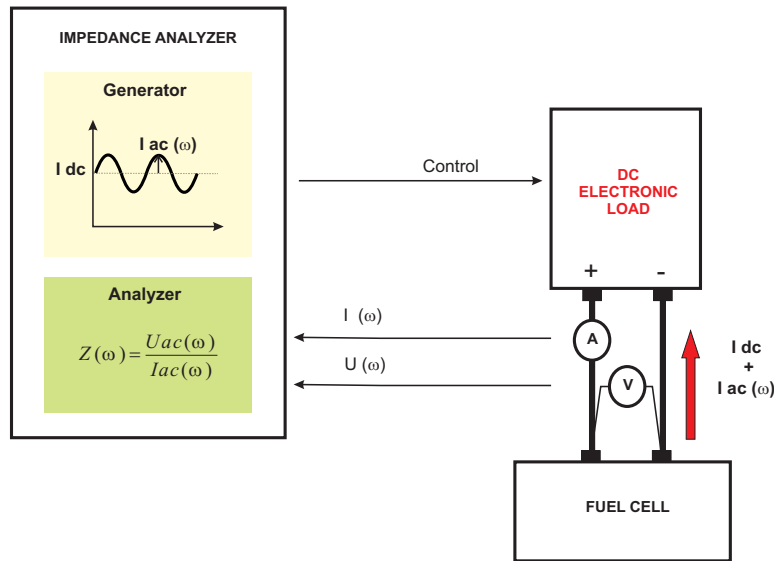 IMPEDANCE ANALYZER
Generator
I ac (ω)
I dc
Control
DC
ELECTRONIC
LOAD
+ -
Analyzer
Z(ω) = Uac(ω) / Iac(ω)
I (ω)
U (ω)
A
V
I dc
+
I ac (ω)
FUEL CELL